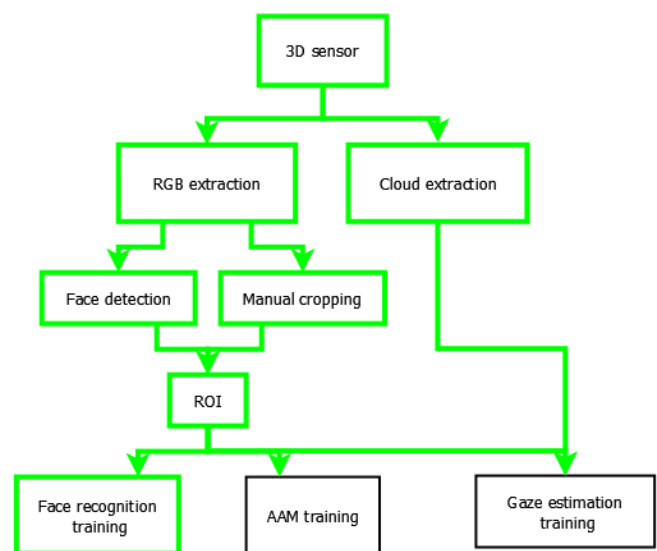 3D sensor
RGB extraction
Cloud extraction
Face detection
Manual cropping
ROI
Face recognition
training
AAM training
Gaze estimation
training